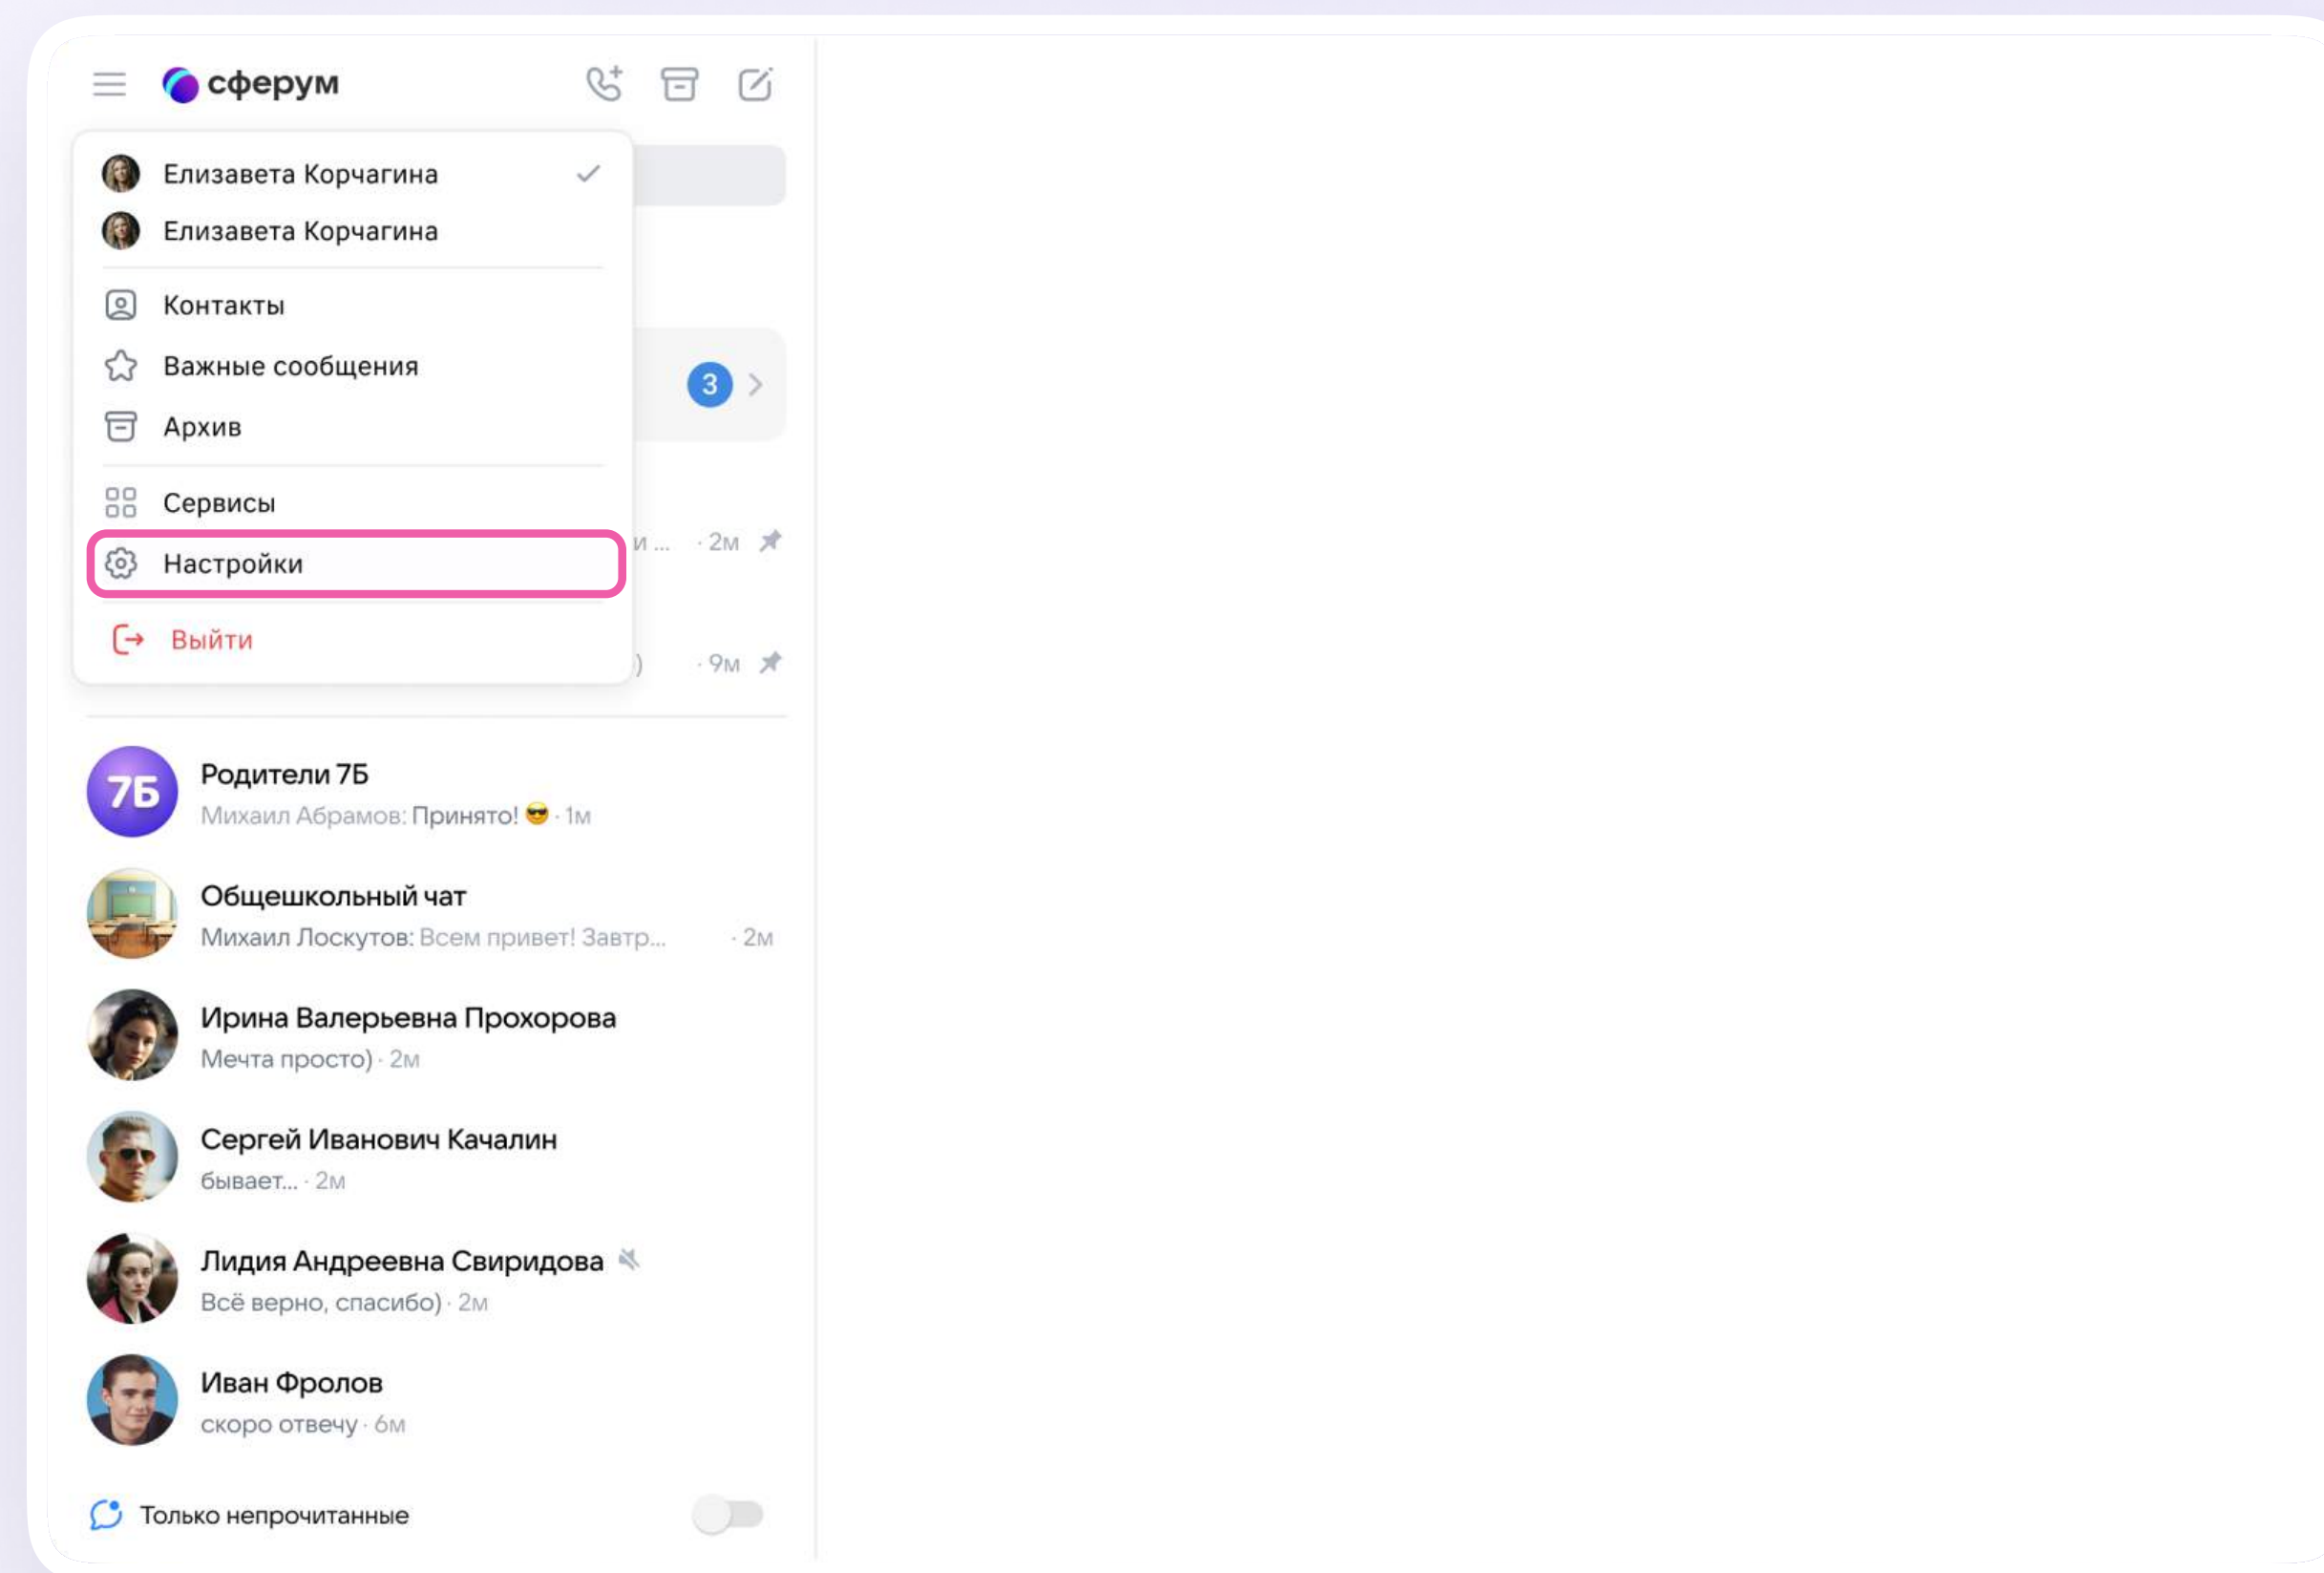 сферум
Елизавета Корчагина
Елизавета Корчагина
Контакты
Важные сообщения
Архив
3
Сервисы
Настройки
и ... · 2м
Выйти
) · 9м
7Б
Родители 7Б
Михаил Абрамов: Принято! 😎 · 1м
Общешкольный чат
Михаил Лоскутов: Всем привет! Завтр... · 2м
Ирина Валерьевна Прохорова
Мечта просто) · 2м
Сергей Иванович Качалин
бывает... · 2м
Лидия Андреевна Свиридова
Всё верно, спасибо) · 2м
Иван Фролов
скоро отвечу · 6м
Только непрочитанные